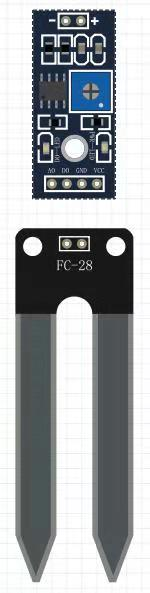 - +
AO DO GND VCC
FC-28